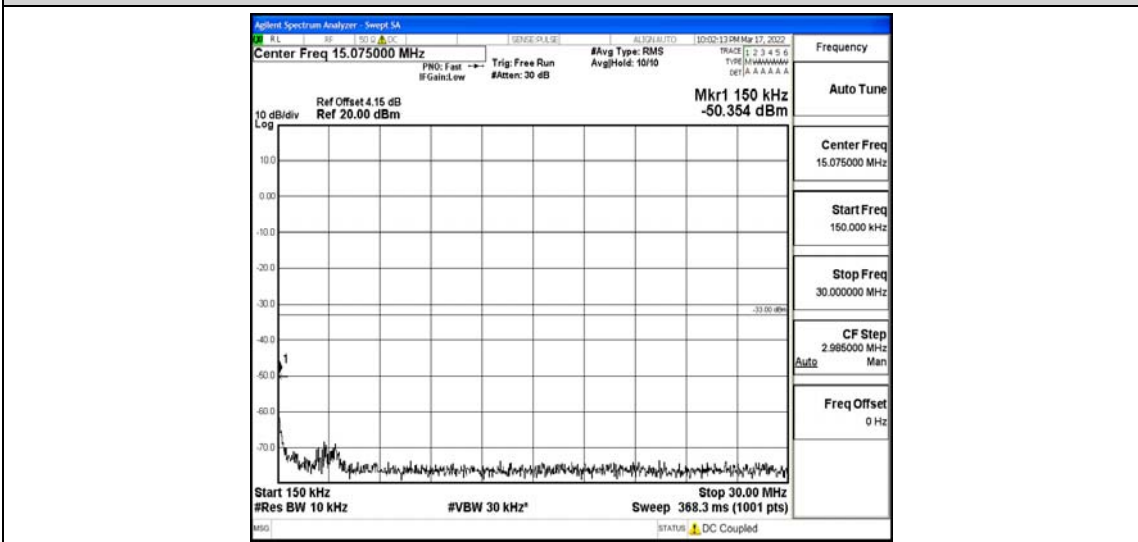 Agilent Spectrum Analyzer - Swept SA
RL RF 50 Ω DC SENSE:PULSE ALIGN AUTO 10:02:13 PM Mar 17, 2022
Center Freq 15.075000 MHz
PNO: Fast
IFGain:Low
Trig: Free Run
#Atten: 30 dB
#Avg Type: RMS
Avg|Hold: 10/10
TRACE 1 2 3 4 5 6
TYPE
DET A A A A A A
Frequency
Auto Tune
Mkr1 150 kHz
-50.354 dBm
Ref Offset 4.15 dB
10 dB/div Ref 20.00 dBm
Log
Center Freq
15.075000 MHz
Start Freq
150.000 kHz
Stop Freq
30.000000 MHz
CF Step
2.985000 MHz
Auto Man
Freq Offset
0 Hz
10.0
0.00
-10.0
-20.0
-30.0
-33.00 dBm
-40.0
1
-50.0
-60.0
-70.0
Start 150 kHz Stop 30.00 MHz
#Res BW 10 kHz #VBW 30 kHz* Sweep 368.3 ms (1001 pts)
MSG STATUS DC Coupled